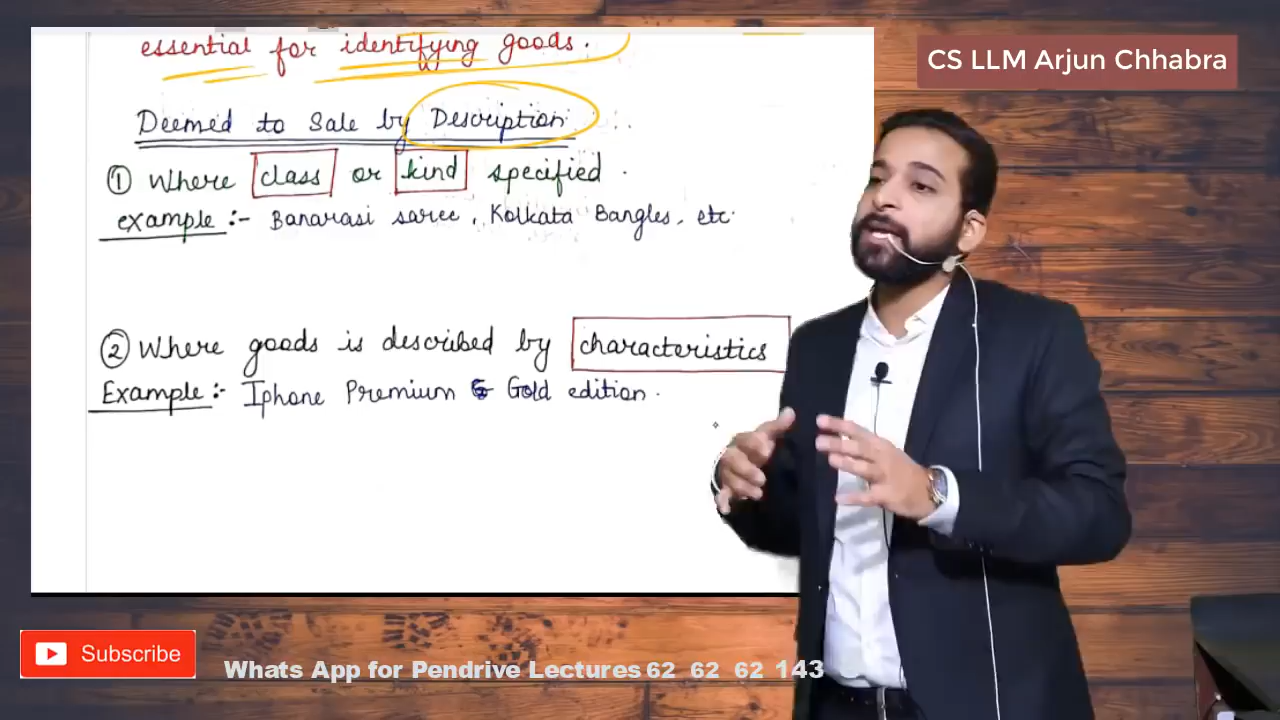 essential for identifying goods.
Deemed to Sale by Description
① Where class or kind specified.
example :- Banarasi saree, Kolkata Bangles, etc.
② Where goods is described by characteristics
Example :- Iphone Premium G Gold edition.
CS LLM Arjun Chhabra
Subscribe
Whats App for Pendrive Lectures 62 62 62 143